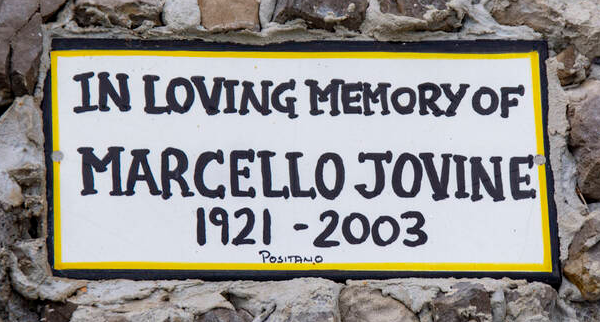 IN LOVING MEMORY OF
MARCELLO JOVINE
1921 - 2003
POSITANO